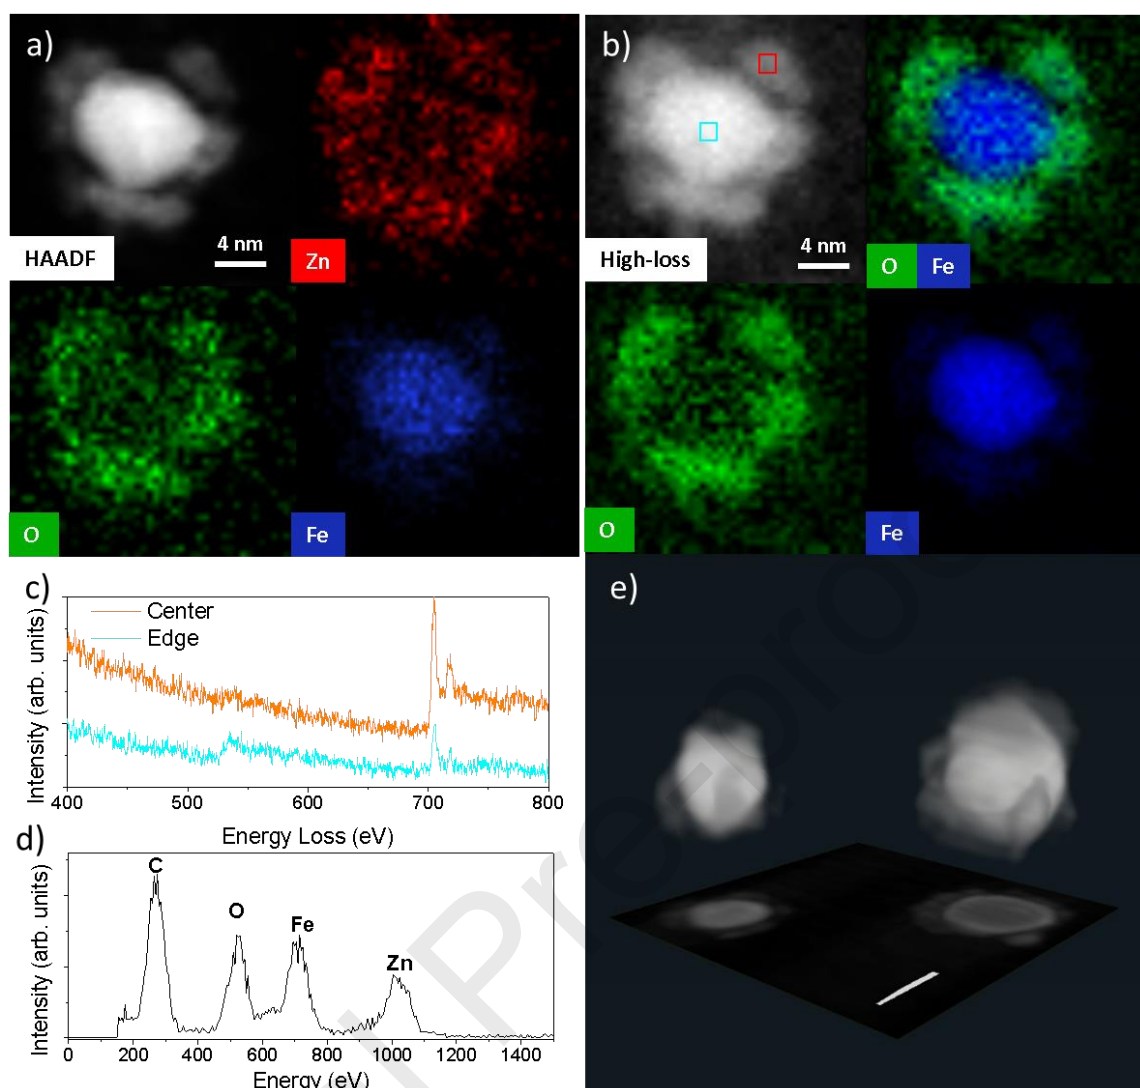 a)
HAADF
4 nm
Zn
O
Fe
b)
High-loss
4 nm
O Fe
O
Fe
c)
Center
Edge
Intensity (arb. units)
400 500 600 700 800
Energy Loss (eV)
d)
C
O
Fe
Zn
Intensity (arb. units)
0 200 400 600 800 1000 1200 1400
Energy (eV)
e)